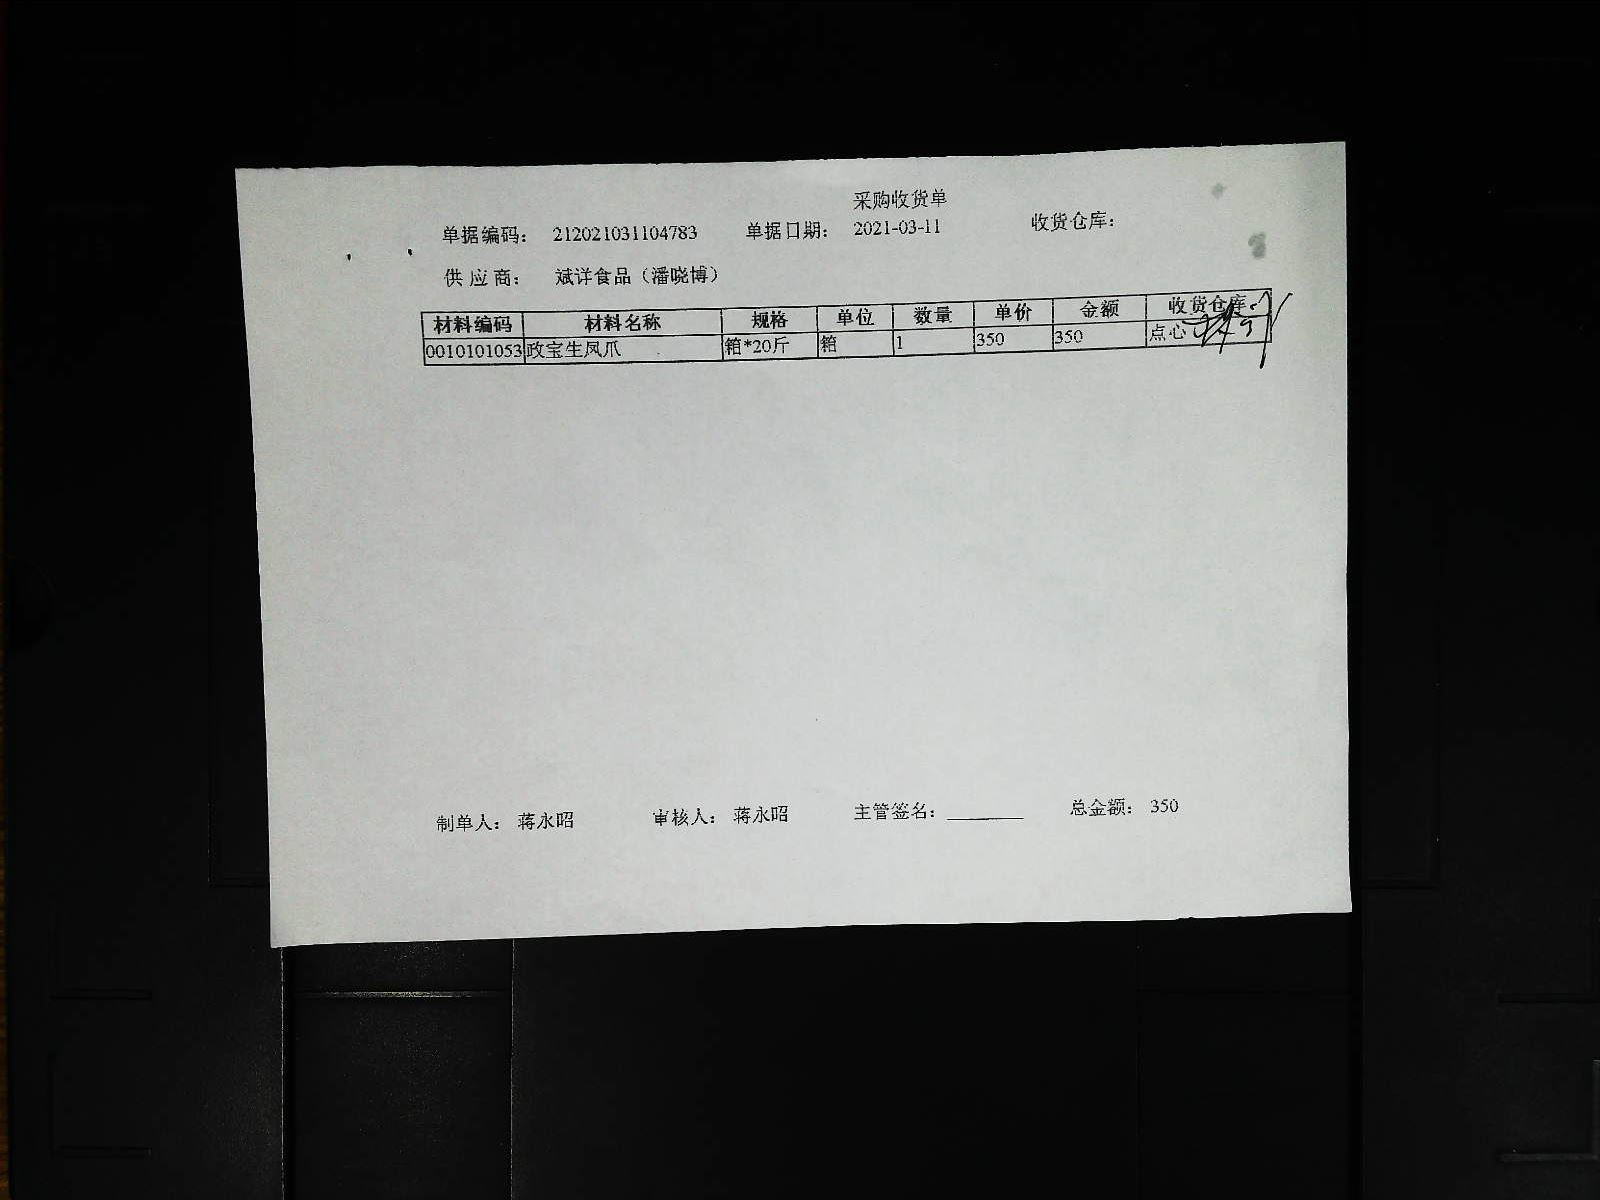 采购收货单
单据编码： 212021031104783 单据日期： 2021-03-11 收货仓库：
供应商： 斌详食品（潘晓博）
材料编码 材料名称 规格 单位 数量 单价 金额 收货仓库
0010101053 政宝生凤爪 箱*20斤 箱 1 350 350 点心
制单人： 蒋永昭 审核人： 蒋永昭 主管签名： 总金额： 350